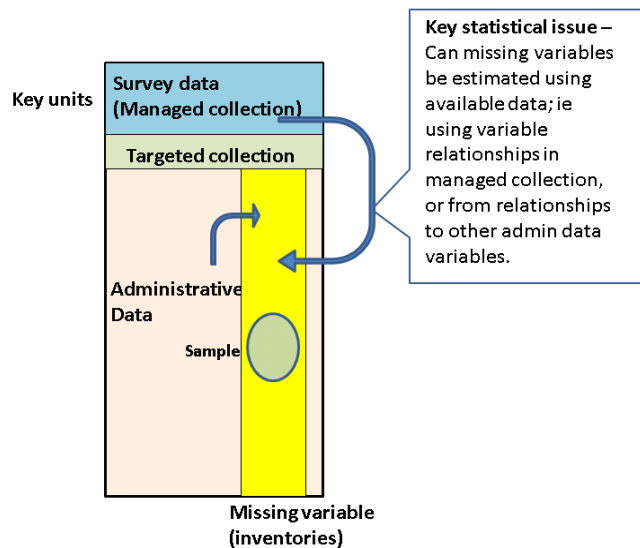 Key units
Survey data
(Managed collection)
Targeted collection
Administrative
Data
Sample
Missing variable
(inventories)
Key statistical issue –
Can missing variables
be estimated using
available data; ie
using variable
relationships in
managed collection,
or from relationships
to other admin data
variables.